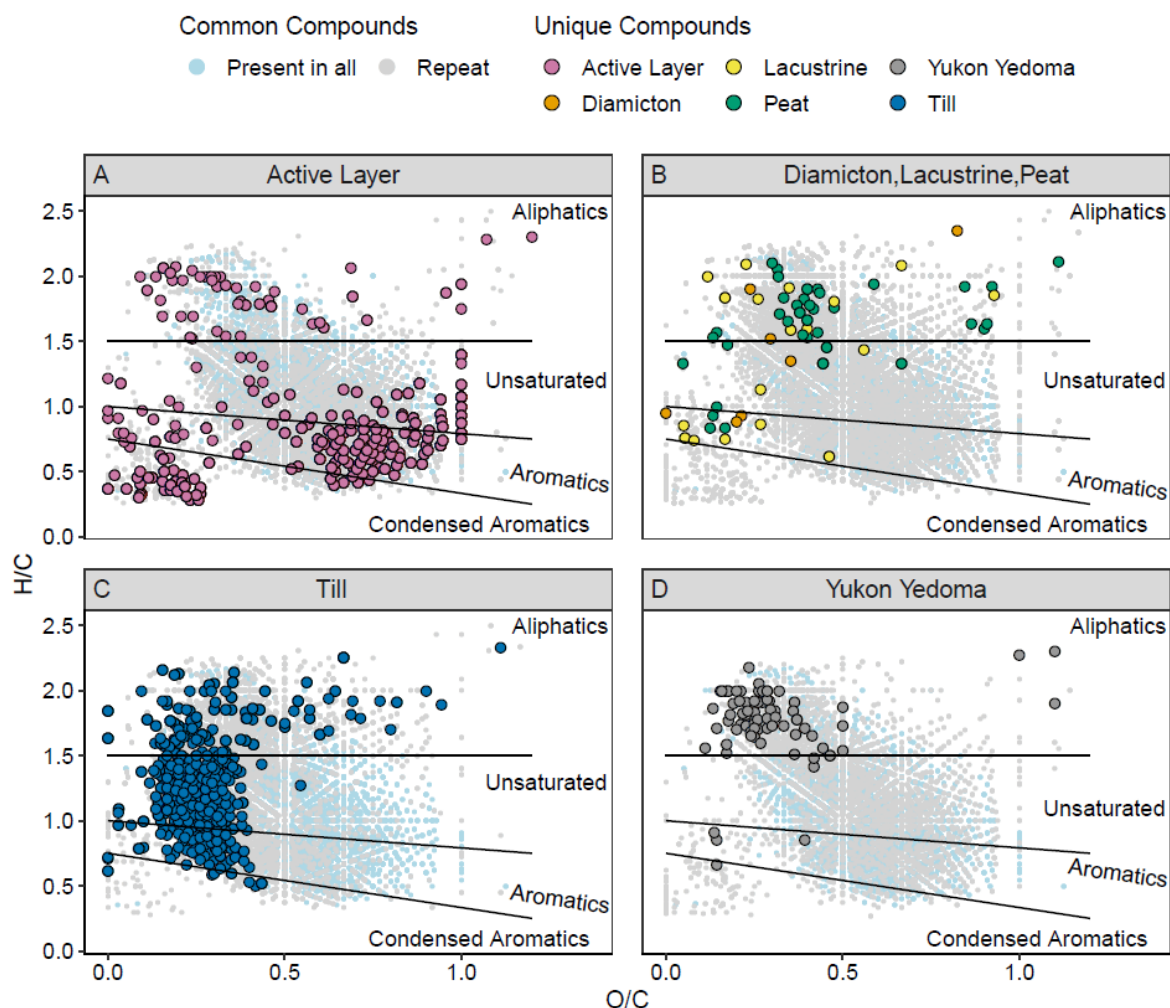 Common Compounds Unique Compounds
Present in all Repeat Active Layer Lacustrine Yukon Yedoma
Diamicton Peat Till
A Active Layer B Diamicton,Lacustrine,Peat
2.5 Aliphatics Aliphatics
2.0
1.5
Unsaturated Unsaturated
1.0
0.5 Aromatics Aromatics
Condensed Aromatics Condensed Aromatics
0.0
H/C
C Till D Yukon Yedoma
2.5 Aliphatics Aliphatics
2.0
1.5
Unsaturated Unsaturated
1.0
0.5 Aromatics Aromatics
Condensed Aromatics Condensed Aromatics
0.0
0.0 0.5 1.0 0.0 0.5 1.0
O/C